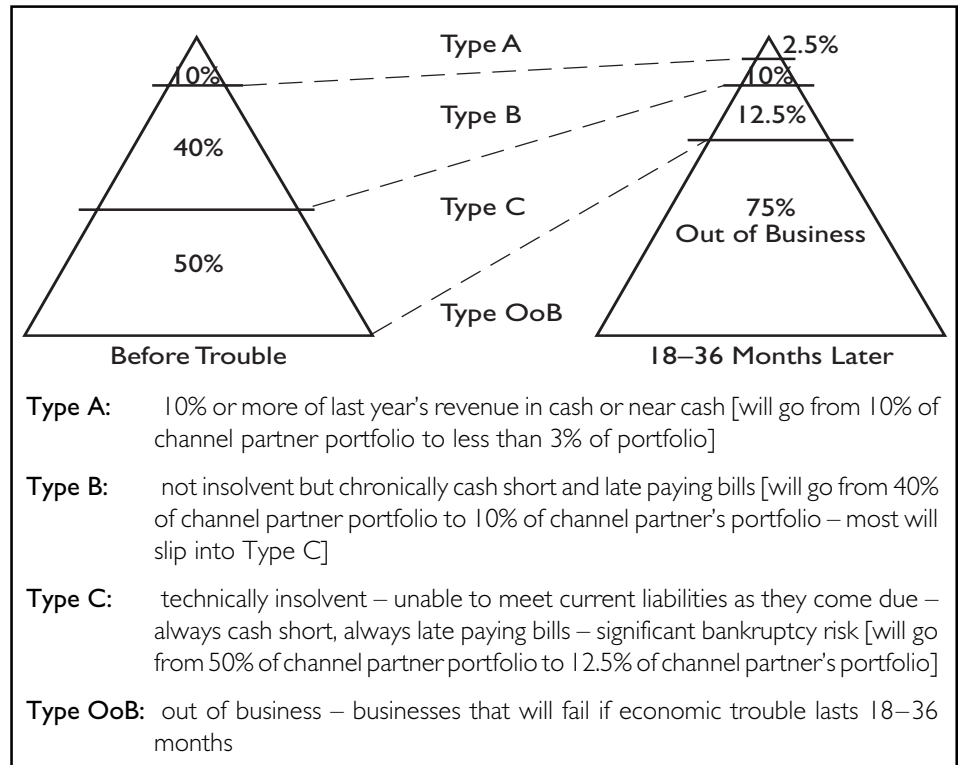 Type A
2.5%
10%
10%
Type B
12.5%
40%
Type C
75%
Out of Business
50%
Type OoB
Before Trouble
18–36 Months Later
Type A: 10% or more of last year's revenue in cash or near cash [will go from 10% of
channel partner portfolio to less than 3% of portfolio]
Type B: not insolvent but chronically cash short and late paying bills [will go from 40%
of channel partner portfolio to 10% of channel partner's portfolio – most will
slip into Type C]
Type C: technically insolvent – unable to meet current liabilities as they come due –
always cash short, always late paying bills – significant bankruptcy risk [will go
from 50% of channel partner portfolio to 12.5% of channel partner's portfolio]
Type OoB: out of business – businesses that will fail if economic trouble lasts 18–36
months